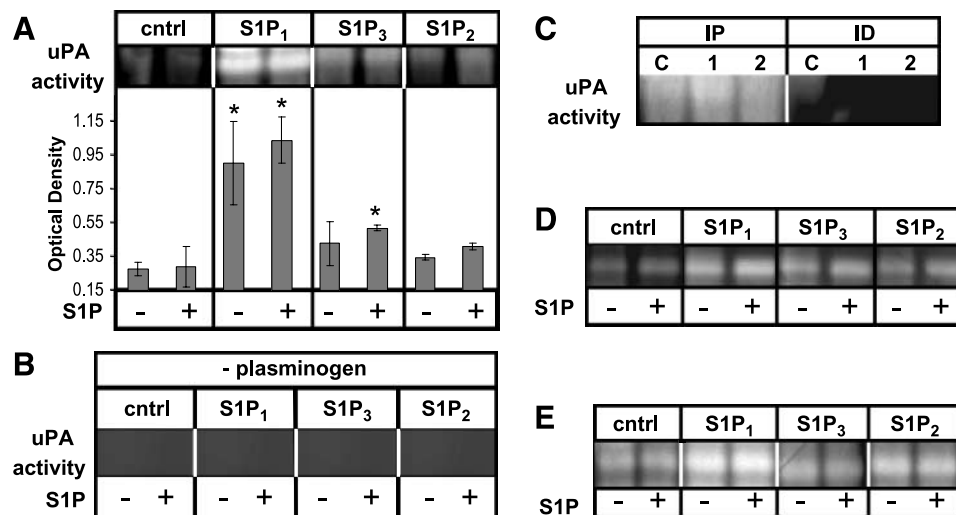 A
cntrl S1P1 S1P3 S1P2
uPA
activity
Optical Density
1.15
0.95
0.75
0.55
0.35
0.15
* * *
S1P - + - + - + - +
B
- plasminogen
cntrl S1P1 S1P3 S1P2
uPA
activity
S1P - + - + - + - +
C
IP ID
C 1 2 C 1 2
uPA
activity
D
cntrl S1P1 S1P3 S1P2
S1P - + - + - + - +
E
cntrl S1P1 S1P3 S1P2
S1P - + - + - + - +